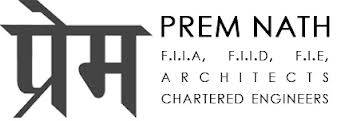 प्रेम
PREM NATH
F.I.I.A, F.I.I.D, F.I.E,
ARCHITECTS
CHARTERED ENGINEERS